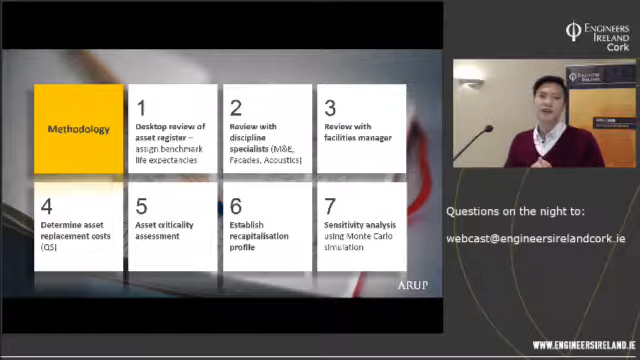 ENGINEERS
IRELAND
Cork
Methodology
1
Desktop review of
asset register –
assign benchmark
life expectancies
2
Review with
discipline
specialists (M&E,
Facades, Acoustics)
3
Review with
facilities manager
4
Determine asset
replacement costs
(QS)
5
Asset criticality
assessment
6
Establish
recapitalisation
profile
7
Sensitivity analysis
using Monte Carlo
simulation
ARUP
ENGINEERS
IRELAND
Questions on the night to:
webcast@engineersirelandcork.ie
WWW.ENGINEERSIRELAND.IE